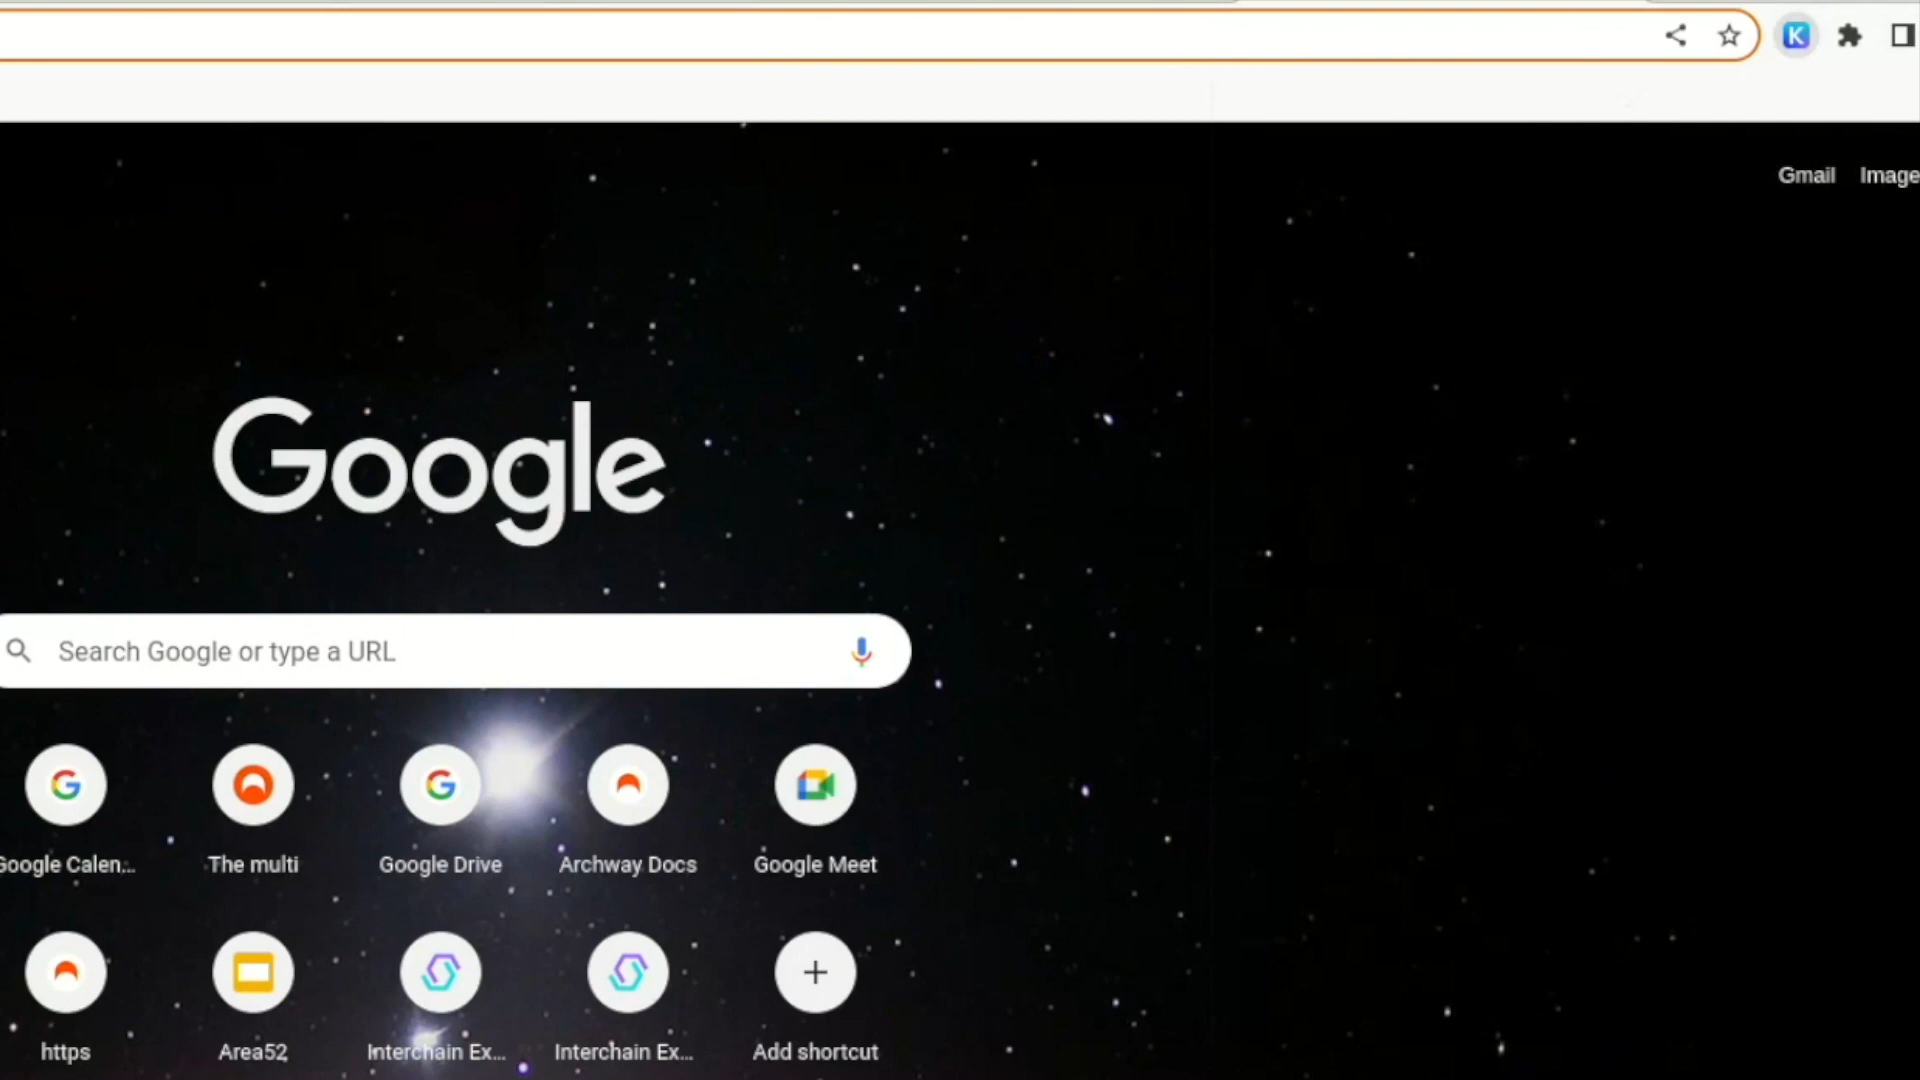 K
Gmail Image
Google
Search Google or type a URL
Google Calen... The multi Google Drive Archway Docs Google Meet
https Area52 Interchain Ex... Interchain Ex... Add shortcut